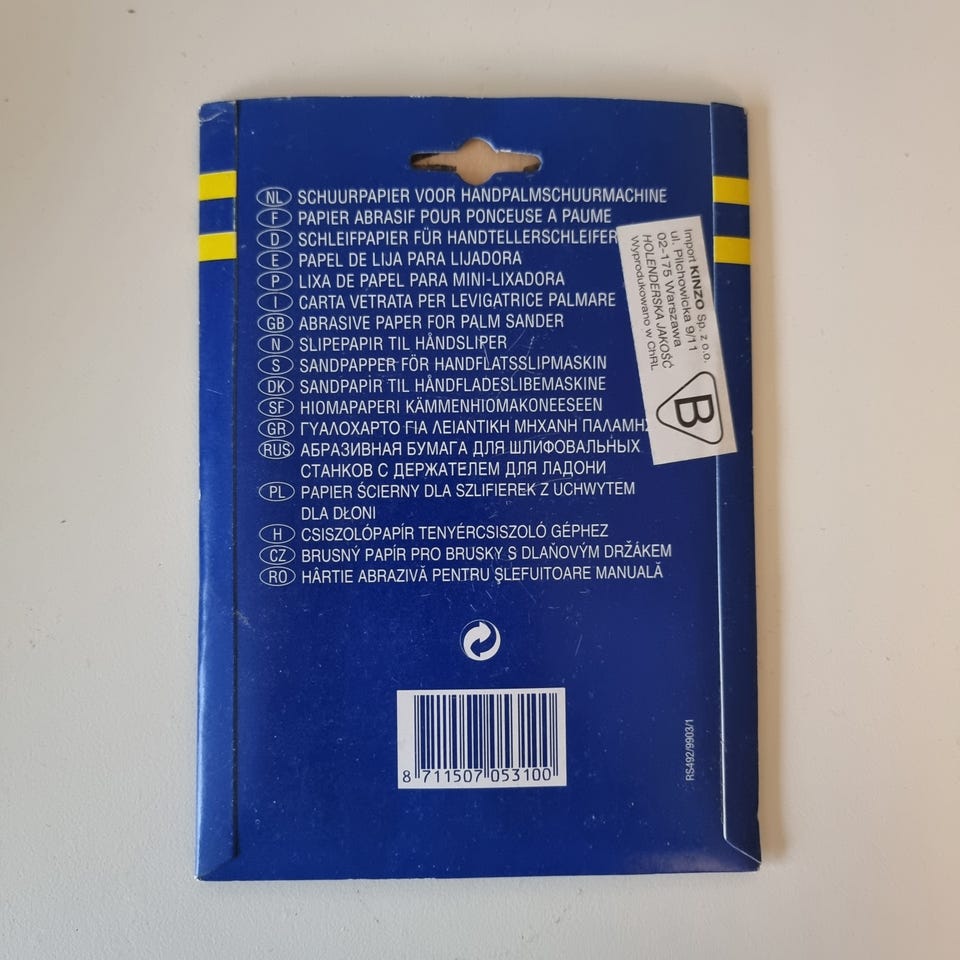 NL SCHUURPAPIER VOOR HANDPALMSCHUURMACHINE
F PAPIER ABRASIF POUR PONCEUSE A PAUME
D SCHLEIFPAPIER FÜR HANDTELLERSCHLEIFER
E PAPEL DE LIJA PARA LIJADORA
P LIXA DE PAPEL PARA MINI-LIXADORA
I CARTA VETRATA PER LEVIGATRICE PALMARE
GB ABRASIVE PAPER FOR PALM SANDER
N SLIPEPAPIR TIL HÅNDSLIPER
S SANDPAPPER FÖR HANDFLATSSLIPMASKIN
DK SANDPAPIR TIL HÅNDFLADESLIBEMASKINE
SF HIOMAPAPERI KÄMMENHIOMAKONEESEEN
GR ΓΥΑΛΟΧΑΡΤΟ ΓΙΑ ΛΕΙΑΝΤΙΚΗ ΜΗΧΑΝΗ ΠΑΛΑΜΗΣ
RUS АБРАЗИВНАЯ БУМАГА ДЛЯ ШЛИФОВАЛЬНЫХ
СТАНКОВ С ДЕРЖАТЕЛЕМ ДЛЯ ЛАДОНИ
PL PAPIER ŚCIERNY DLA SZLIFIEREK Z UCHWYTEM
DLA DŁONI
H CSISZOLÓPAPÍR TENYÉRCSISZOLÓ GÉPHEZ
CZ BRUSNÝ PAPÍR PRO BRUSKY S DLAŇOVÝM DRŽÁKEM
RO HÂRTIE ABRAZIVĂ PENTRU ŞLEFUITOARE MANUALĂ
Import KINZO Sp. z o.o.
ul. Pilchowicka 9/11
02-175 Warszawa
HOLENDERSKA JAKOŚĆ
Wyprodukowano w ChRL
B
8 711507 053100
RS492/9903/1